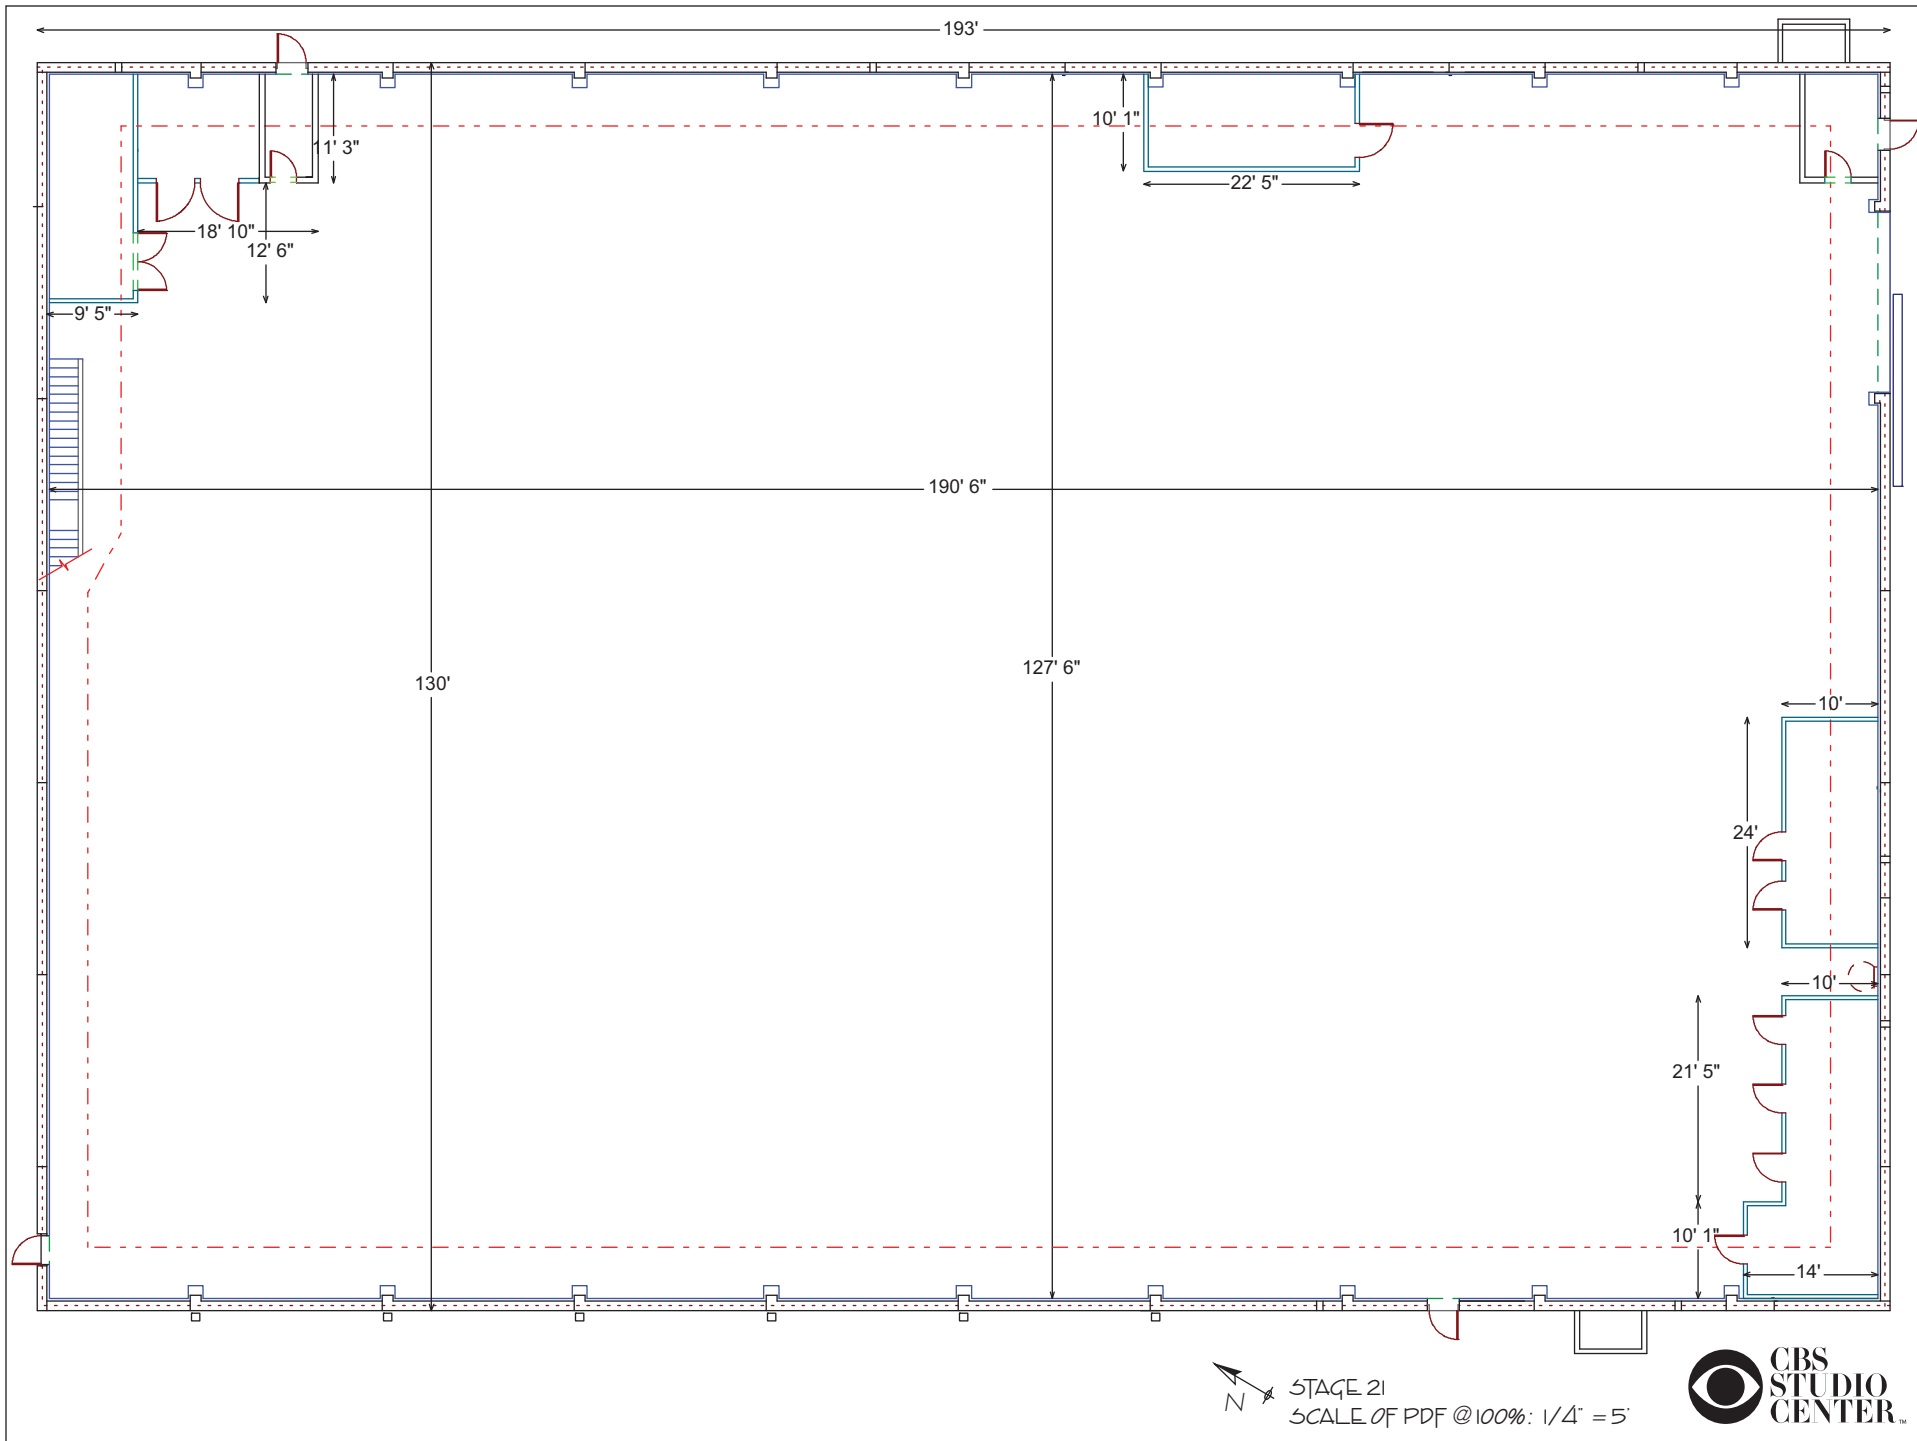 193'
10' 1"
11' 3"
22' 5"
18' 10"
12' 6"
9' 5"
190' 6"
127' 6"
130'
10'
24'
10'
21' 5"
10' 1"
14'
N
STAGE 21
SCALE OF PDF @ 100%: 1/4" = 5'
CBS
STUDIO
CENTER™